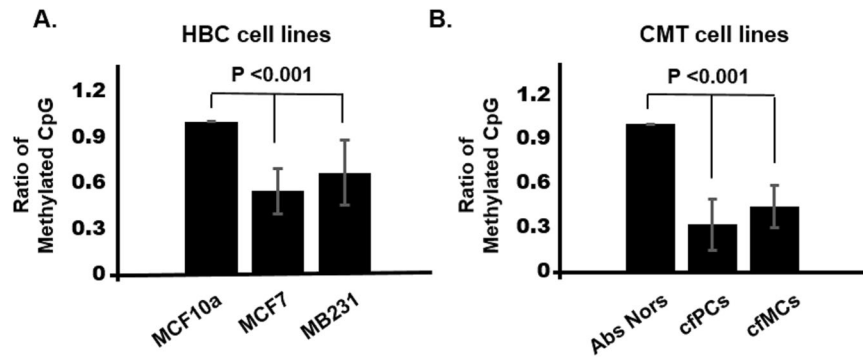 A.
HBC cell lines
P <0.001
Ratio of
Methylated CpG
1.2
0.9
0.6
0.3
0
MCF10a
MCF7
MB231
B.
CMT cell lines
P <0.001
Ratio of
Methylated CpG
1.2
0.9
0.6
0.3
0
Abs Nors
cfPCs
cfMCs